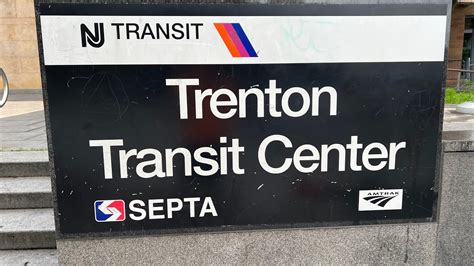 NJ TRANSIT
Trenton
Transit Center
SEPTA
AMTRAK